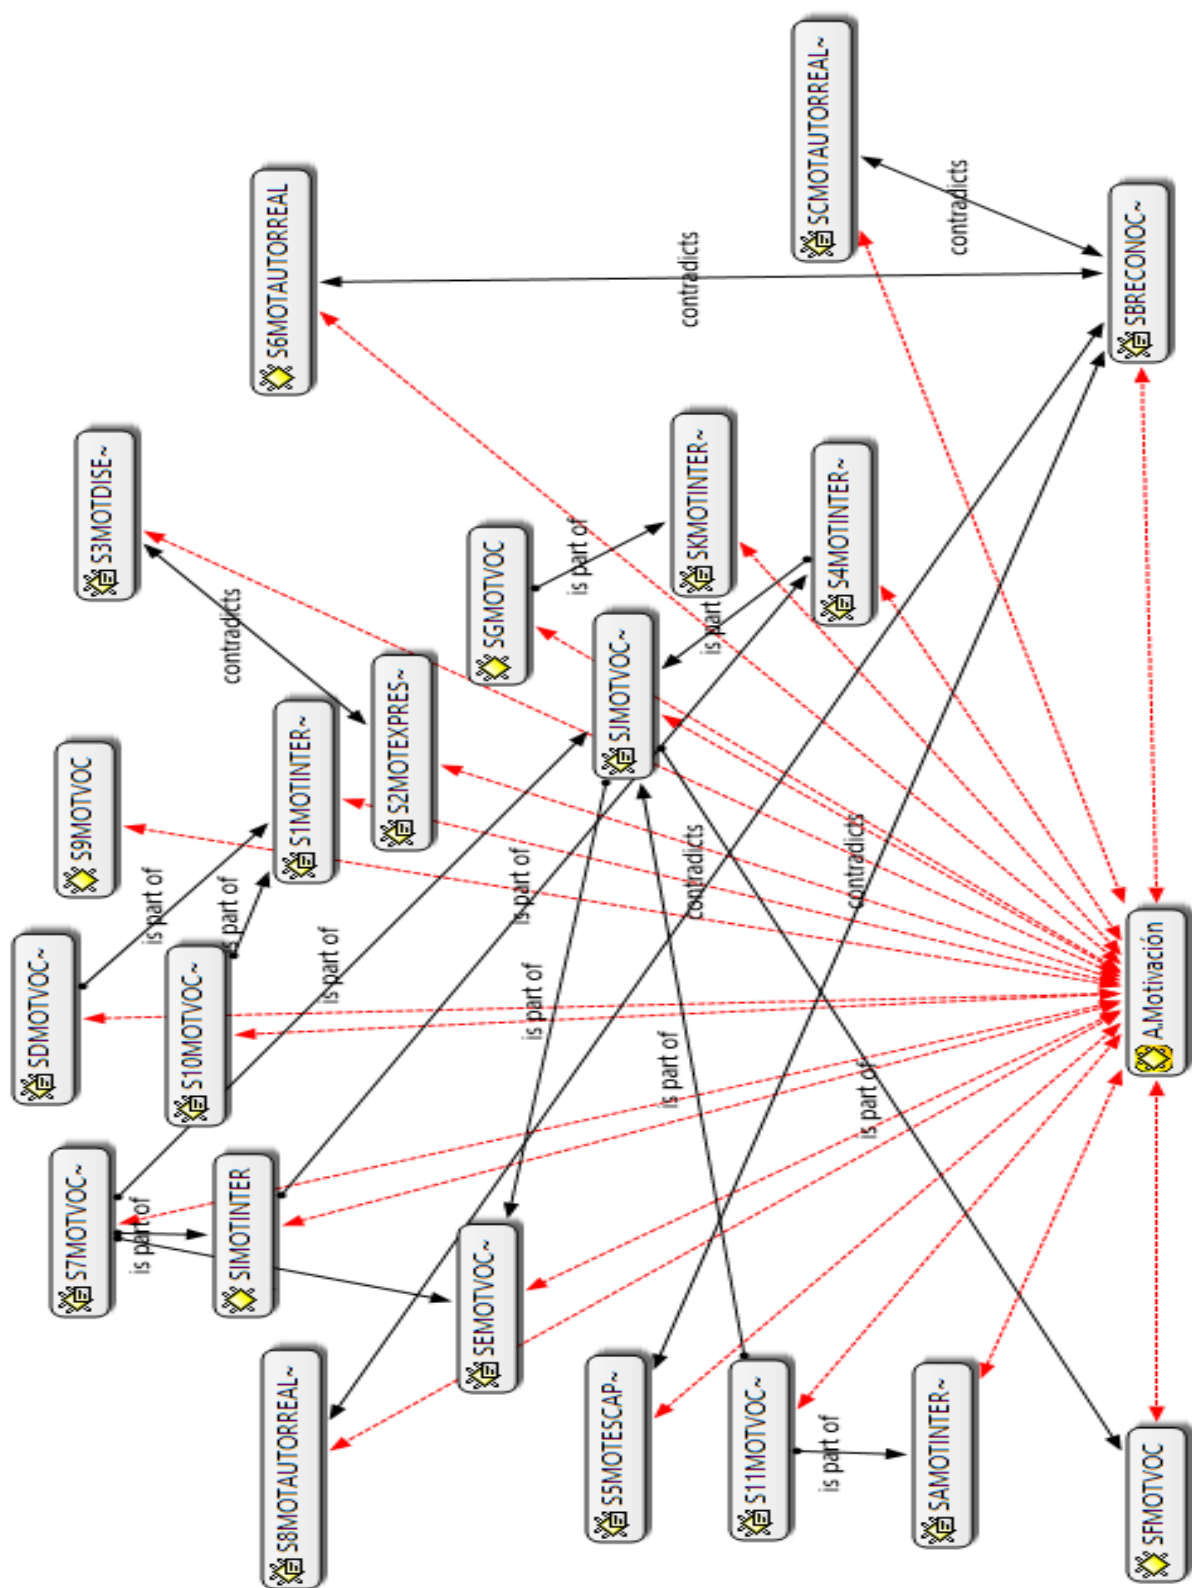 SCMOTAUTORREAL~
S6MOTAUTORREAL
contradicts
contradicts
SBRECONOC~
S3MOTDISE~
SKMOTINTER~
S4MOTINTER~
SGMOTVOC
is part of
is part
contradicts
SJMOTVOC~
S2MOTEXPRES~
S1MOTINTER~
S9MOTVOC
is part of
is part of
is part of
is part of
contradicts
contradicts
SDMOTVOC~
S10MOTVOC~
is part of
is part of
is part of
A.Motivación
S7MOTVOC~
is part of
SIMOTINTER
SEMOTVOC~
S8MOTAUTORREAL~
S5MOTESCAP~
S11MOTVOC~
is part of
SAMOTINTER~
SFMOTVOC